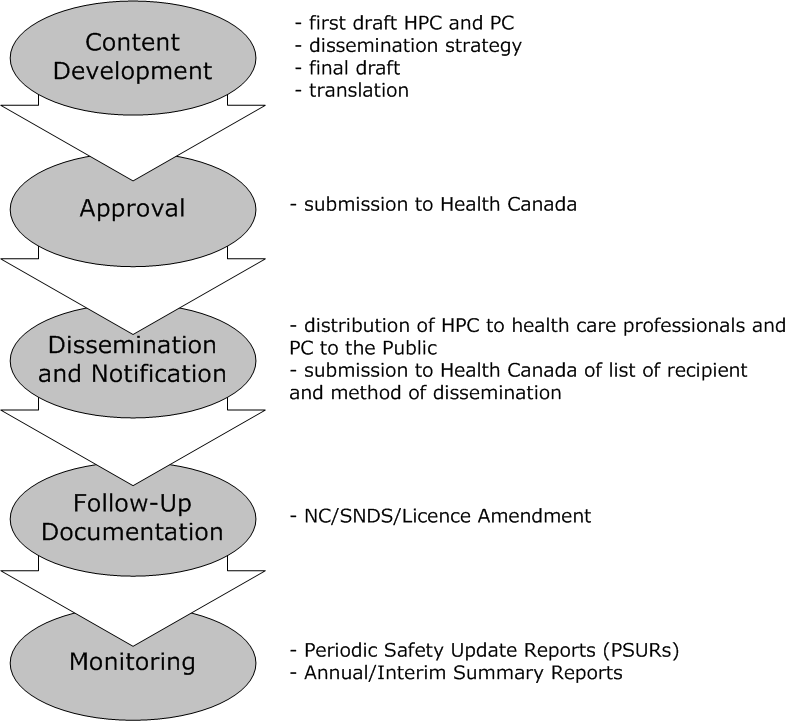 Content
Development
- first draft HPC and PC
- dissemination strategy
- final draft
- translation
Approval
- submission to Health Canada
Dissemination
and Notification
- distribution of HPC to health care professionals and
PC to the Public
- submission to Health Canada of list of recipient
and method of dissemination
Follow-Up
Documentation
- NC/SNDS/Licence Amendment
Monitoring
- Periodic Safety Update Reports (PSURs)
- Annual/Interim Summary Reports